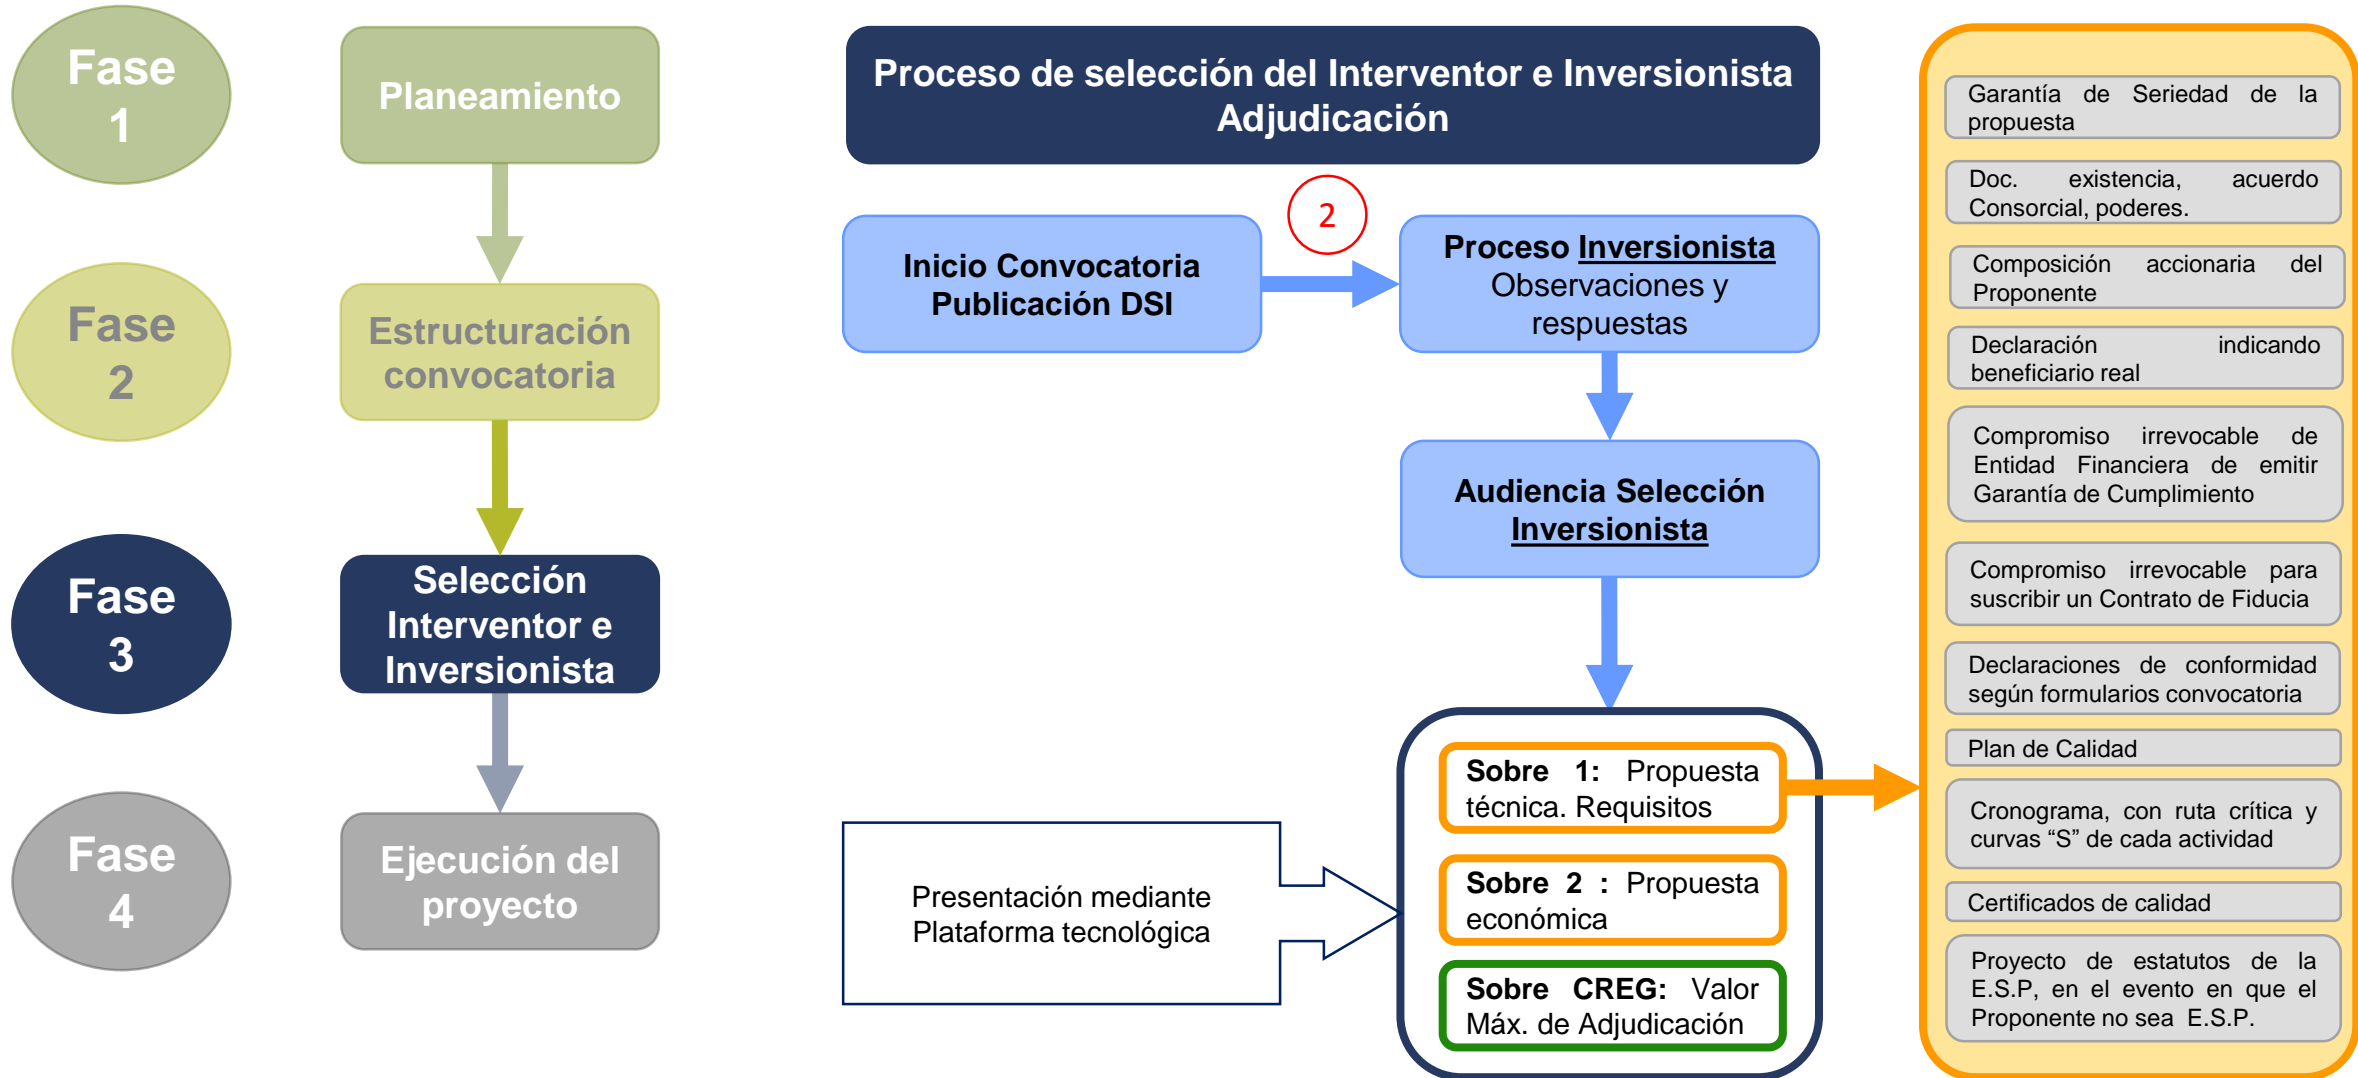 Fase
1
Planeamiento
Fase
2
Estructuración
convocatoria
Fase
3
Selección
Interventor e
Inversionista
Fase
4
Ejecución del
proyecto
Proceso de selección del Interventor e Inversionista
Adjudicación
Inicio Convocatoria
Publicación DSI
2
Proceso Inversionista
Observaciones y
respuestas
Audiencia Selección
Inversionista
Presentación mediante
Plataforma tecnológica
Sobre 1: Propuesta
técnica. Requisitos
Sobre 2 : Propuesta
económica
Sobre CREG: Valor
Máx. de Adjudicación
Garantía de Seriedad de la
propuesta
Doc. existencia, acuerdo
Consorcial, poderes.
Composición accionaria del
Proponente
Declaración indicando
beneficiario real
Compromiso irrevocable de
Entidad Financiera de emitir
Garantía de Cumplimiento
Compromiso irrevocable para
suscribir un Contrato de Fiducia
Declaraciones de conformidad
según formularios convocatoria
Plan de Calidad
Cronograma, con ruta crítica y
curvas “S” de cada actividad
Certificados de calidad
Proyecto de estatutos de la
E.S.P, en el evento en que el
Proponente no sea E.S.P.